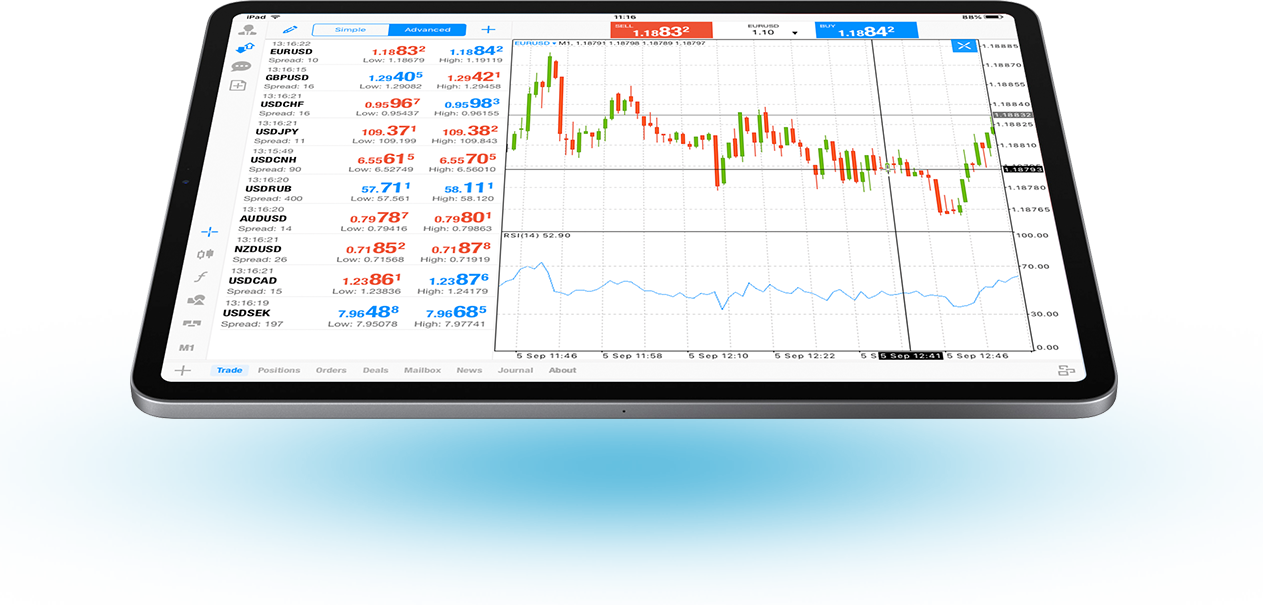 iPad 11:16 88%
Simple Advanced
SELL 1.18832 EURUSD 1.10 BUY 1.18842
13:16:22
EURUSD 1.18832 1.18842
Spread: 10 Low: 1.18679 High: 1.19119
13:16:15
GBPUSD 1.29405 1.29421
Spread: 16 Low: 1.29082 High: 1.29458
13:16:21
USDCHF 0.95967 0.95983
Spread: 16 Low: 0.95437 High: 0.96155
13:16:21
USDJPY 109.371 109.382
Spread: 11 Low: 109.199 High: 109.843
13:15:49
USDCNH 6.55615 6.55705
Spread: 90 Low: 6.52749 High: 6.56010
13:16:20
USDRUB 57.711 58.111
Spread: 400 Low: 57.561 High: 58.120
13:16:20
AUDUSD 0.79787 0.79801
Spread: 14 Low: 0.79416 High: 0.79863
13:16:21
NZDUSD 0.71852 0.71878
Spread: 26 Low: 0.71568 High: 0.71919
13:16:21
USDCAD 1.23861 1.23876
Spread: 15 Low: 1.23836 High: 1.24179
13:16:19
USDSEK 7.96488 7.96685
Spread: 197 Low: 7.95078 High: 7.97741
M1
EURUSD M1, 1.18791 1.18798 1.18789 1.18797
1.18885
1.18870
1.18855
1.18840
1.18832
1.18825
1.18810
1.18793
1.18780
1.18765
RSI(14) 52.90
100.00
70.00
30.00
0.00
5 Sep 11:46 5 Sep 11:58 5 Sep 12:10 5 Sep 12:22 5 S 5 Sep 12:41 5 Sep 12:46
Trade Positions Orders Deals Mailbox News Journal About